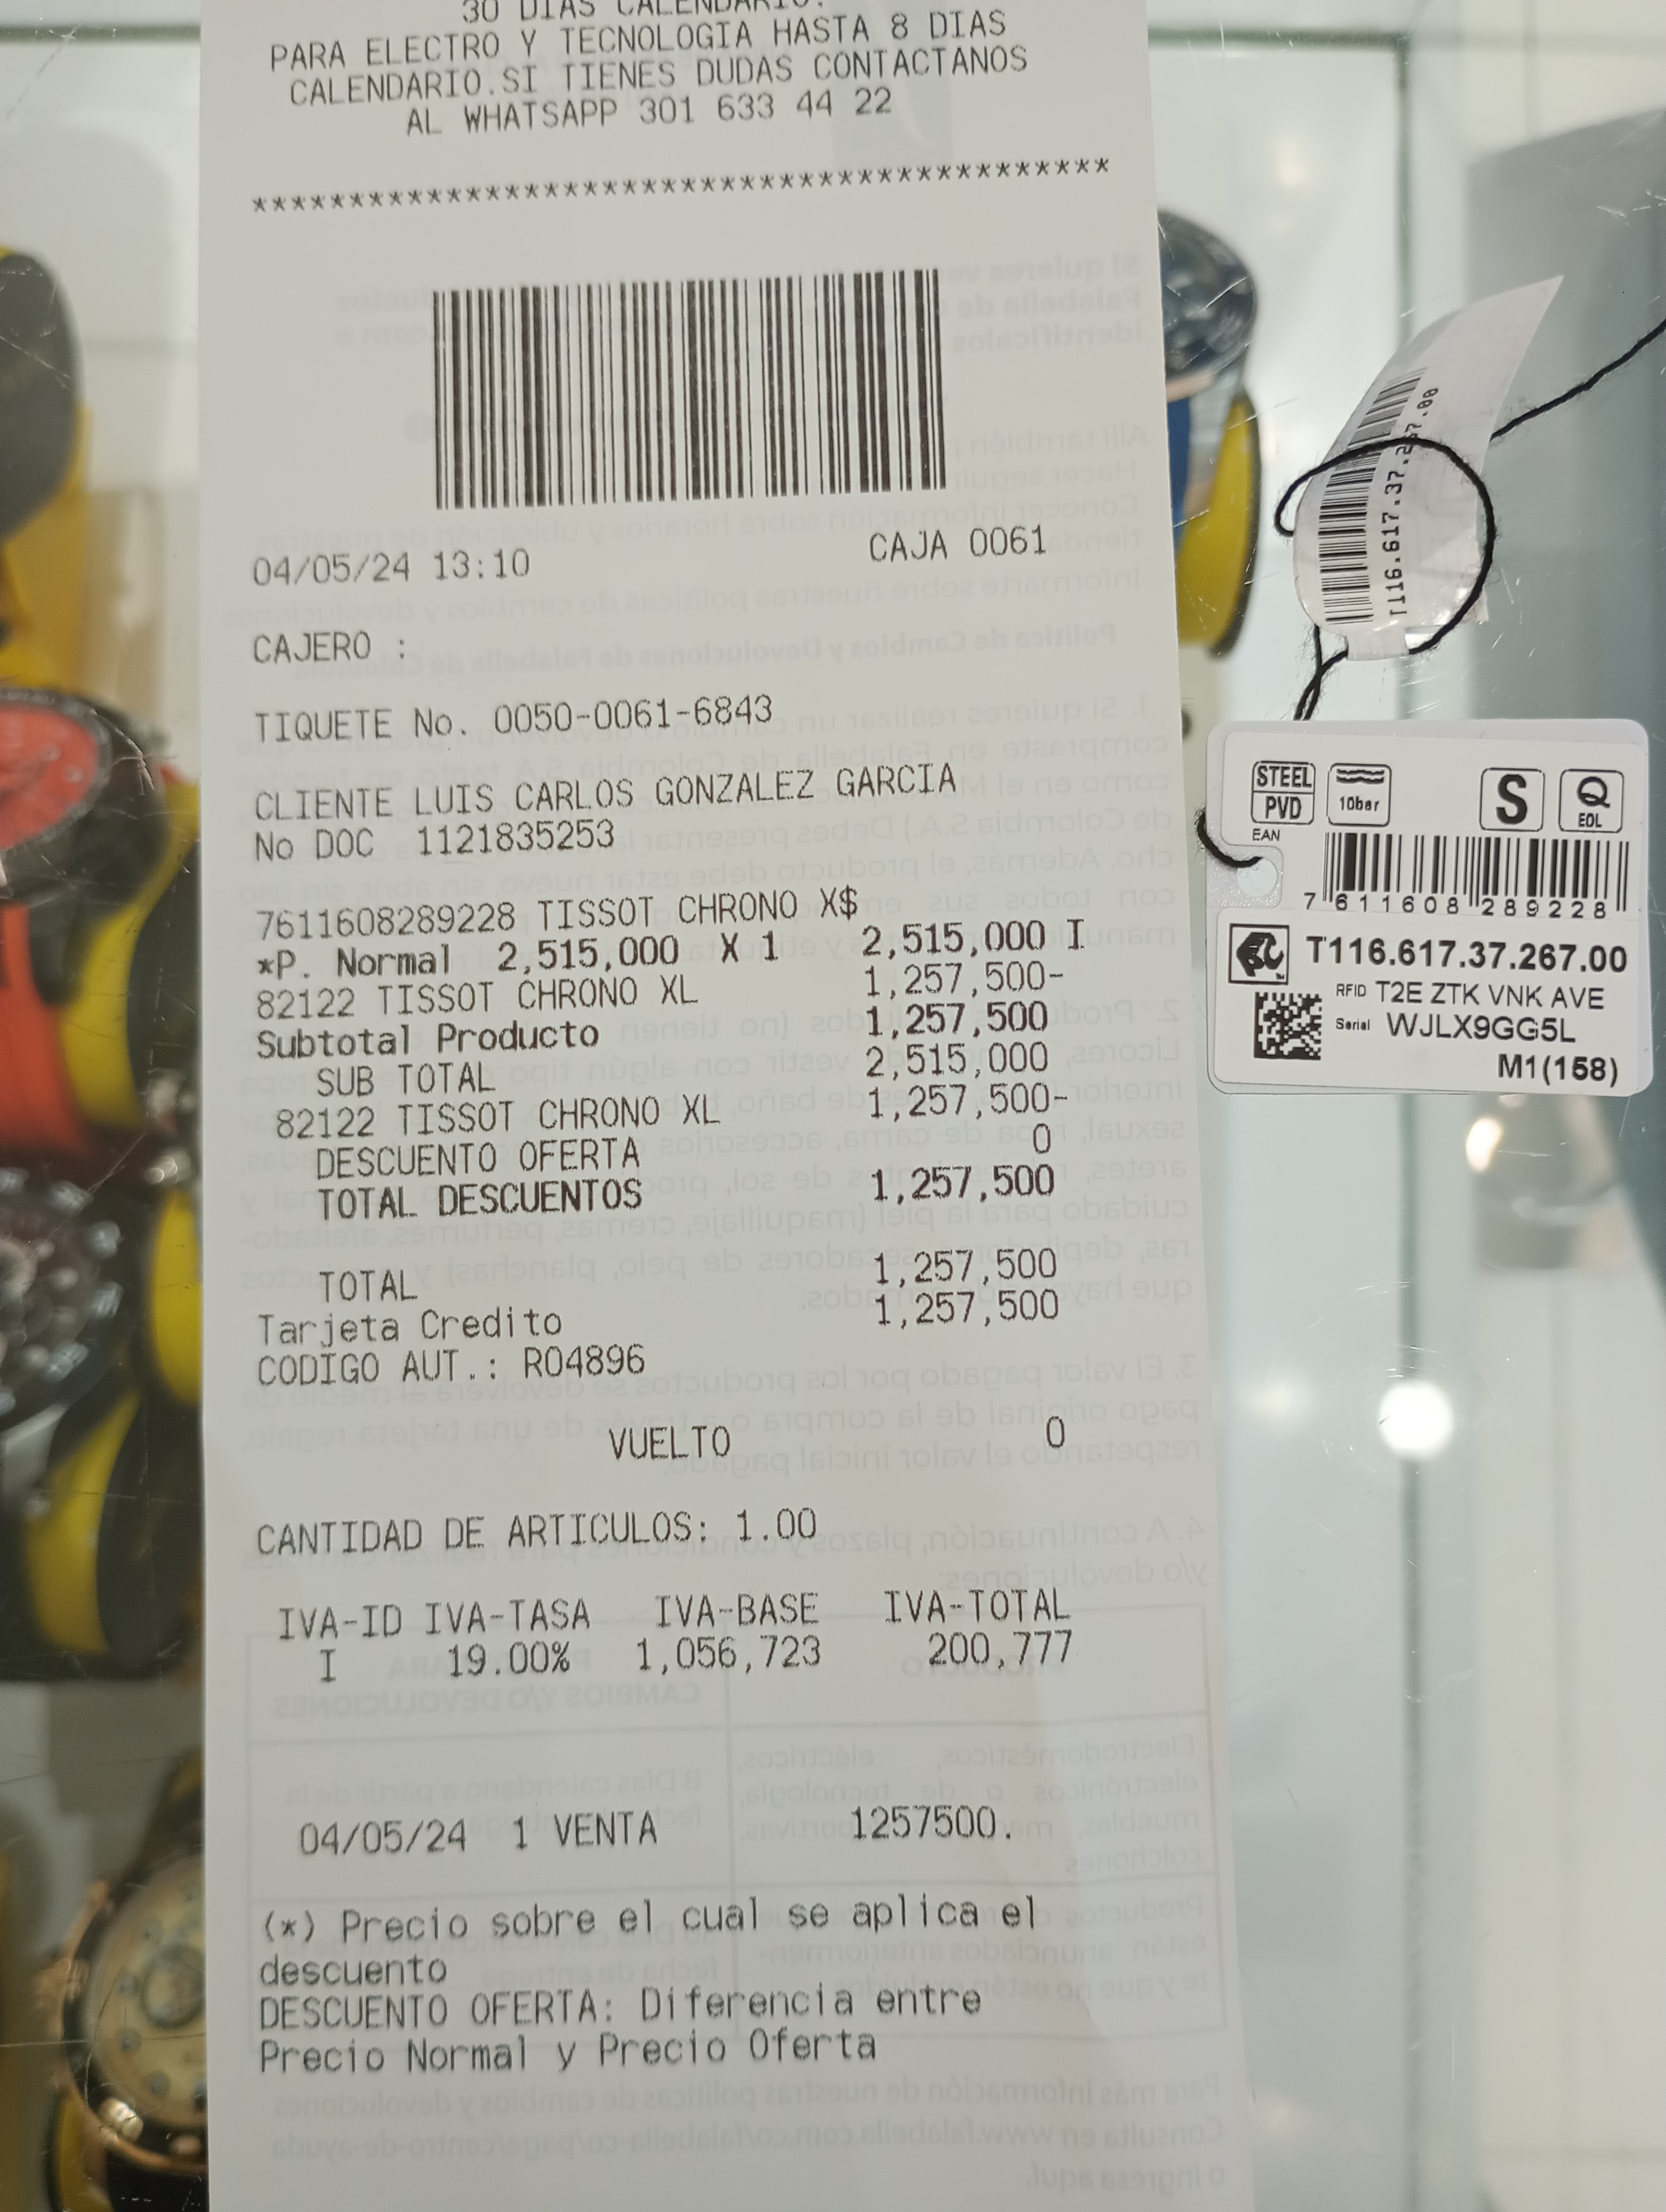 30 DIAS CALENDARIO.
PARA ELECTRO Y TECNOLOGIA HASTA 8 DIAS
CALENDARIO.SI TIENES DUDAS CONTACTANOS
AL WHATSAPP 301 633 44 22
********************************************
04/05/24 13:10 CAJA 0061
CAJERO :
TIQUETE No. 0050-0061-6843
CLIENTE LUIS CARLOS GONZALEZ GARCIA
No DOC 1121835253
7611608289228 TISSOT CHRONO X$
*P. Normal 2,515,000 X 1 2,515,000 I
82122 TISSOT CHRONO XL 1,257,500-
Subtotal Producto 1,257,500
SUB TOTAL 2,515,000
82122 TISSOT CHRONO XL 1,257,500-
DESCUENTO OFERTA 0
TOTAL DESCUENTOS 1,257,500
TOTAL 1,257,500
Tarjeta Credito 1,257,500
CODIGO AUT.: R04896
VUELTO 0
CANTIDAD DE ARTICULOS: 1.00
IVA-ID IVA-TASA IVA-BASE IVA-TOTAL
I 19.00% 1,056,723 200,777
04/05/24 1 VENTA 1257500.
(*) Precio sobre el cual se aplica el
descuento
DESCUENTO OFERTA: Diferencia entre
Precio Normal y Precio Oferta
T116.617.37.267.00
STEEL
PVD
10bar
S
Q
EOL
EAN
7 611608 289228
T116.617.37.267.00
RFID T2E ZTK VNK AVE
Serial WJLX9GG5L
M1(158)